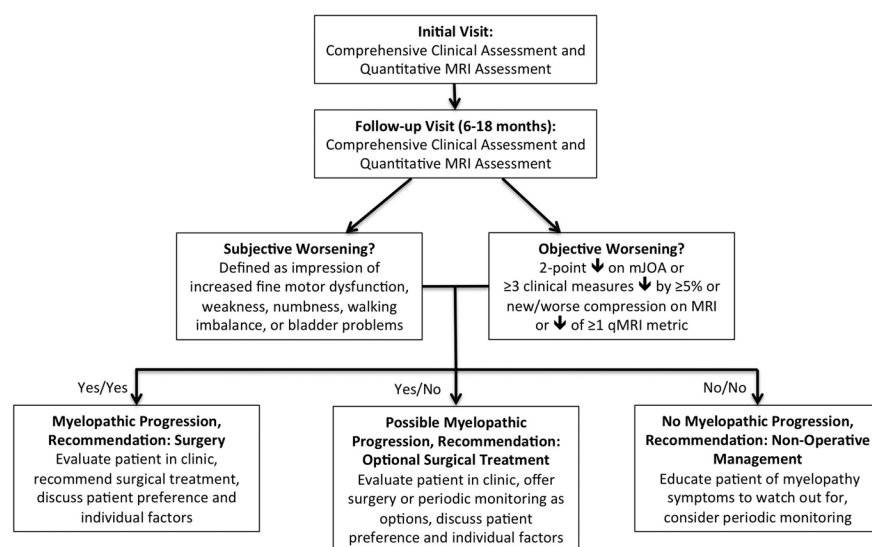 Initial Visit:
Comprehensive Clinical Assessment and
Quantitative MRI Assessment
Follow-up Visit (6-18 months):
Comprehensive Clinical Assessment and
Quantitative MRI Assessment
Subjective Worsening?
Defined as impression of
increased fine motor dysfunction,
weakness, numbness, walking
imbalance, or bladder problems
Objective Worsening?
2-point 🡳 on mJOA or
≥3 clinical measures 🡳 by ≥5% or
new/worse compression on MRI
or 🡳 of ≥1 qMRI metric
Yes/Yes
Yes/No
No/No
Myelopathic Progression,
Recommendation: Surgery
Evaluate patient in clinic,
recommend surgical treatment,
discuss patient preference and
individual factors
Possible Myelopathic
Progression, Recommendation:
Optional Surgical Treatment
Evaluate patient in clinic, offer
surgery or periodic monitoring as
options, discuss patient
preference and individual factors
No Myelopathic Progression,
Recommendation: Non-Operative
Management
Educate patient of myelopathy
symptoms to watch out for,
consider periodic monitoring